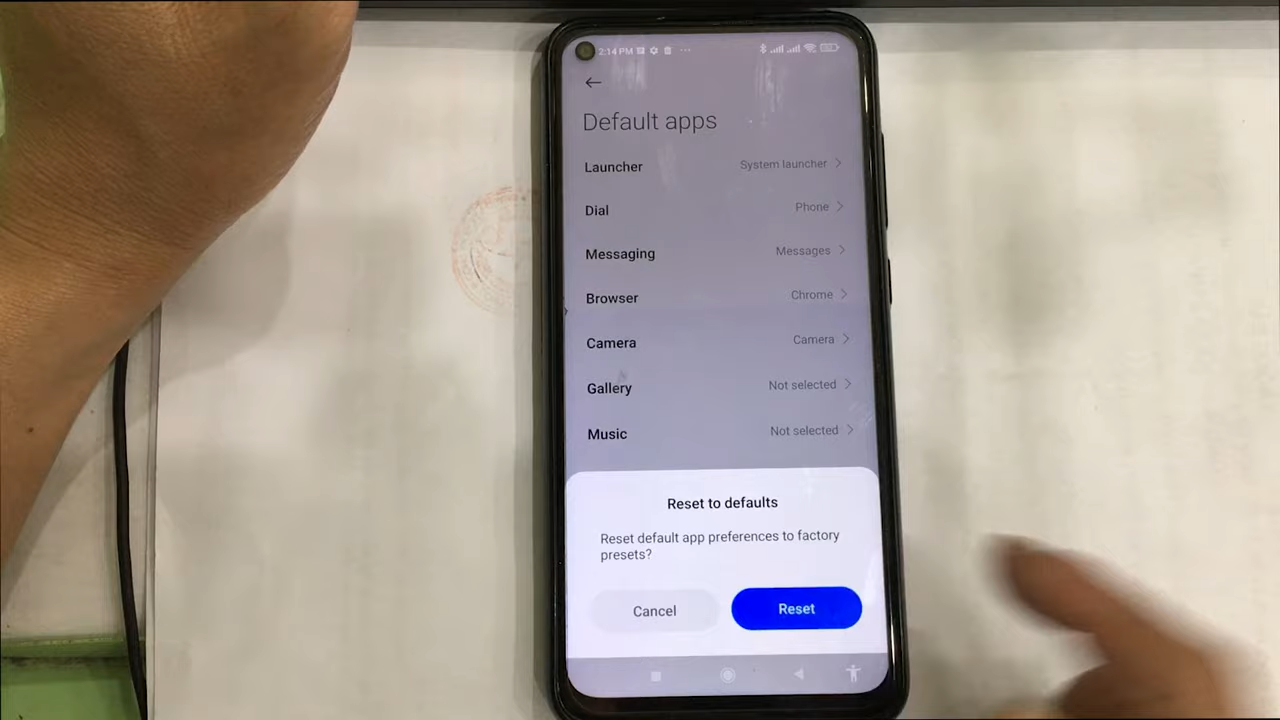 2:14 PM
Default apps
Launcher System launcher
Dial Phone
Messaging Messages
Browser Chrome
Camera Camera
Gallery Not selected
Music Not selected
Reset to defaults
Reset default app preferences to factory
presets?
Cancel Reset